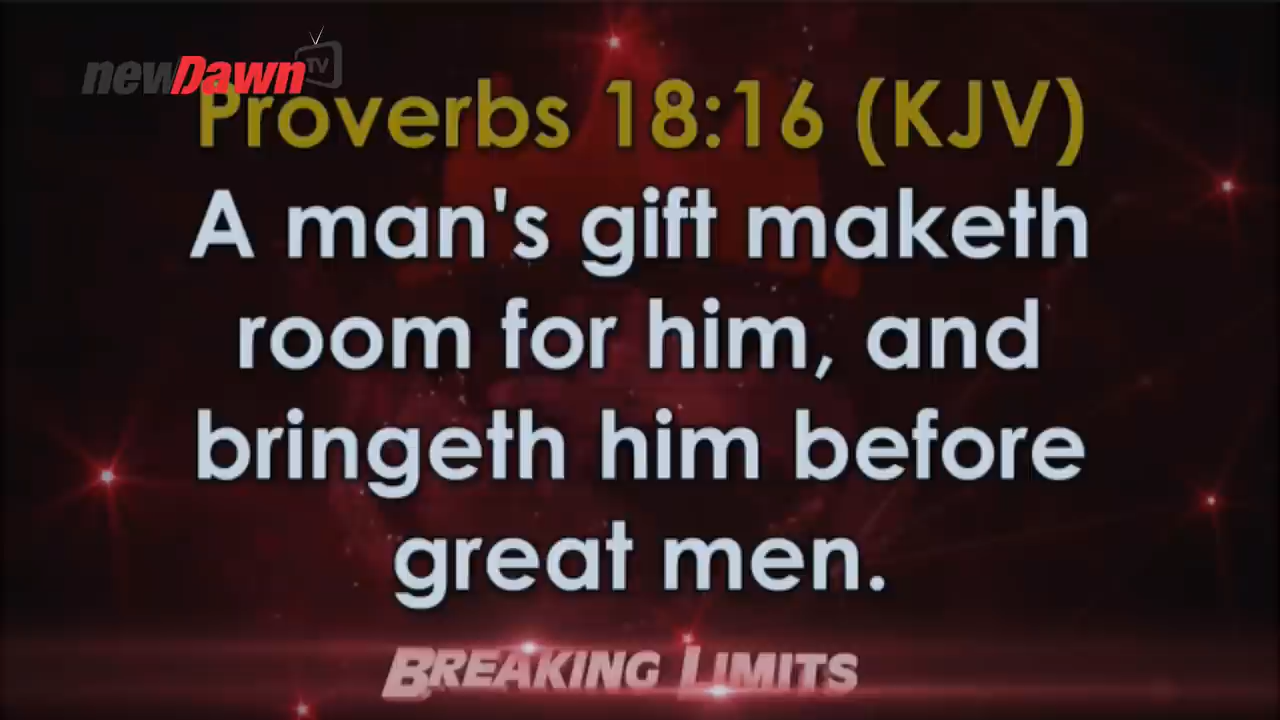 newDawn TV
Proverbs 18:16 (KJV)
A man's gift maketh
room for him, and
bringeth him before
great men.
BREAKING LIMITS